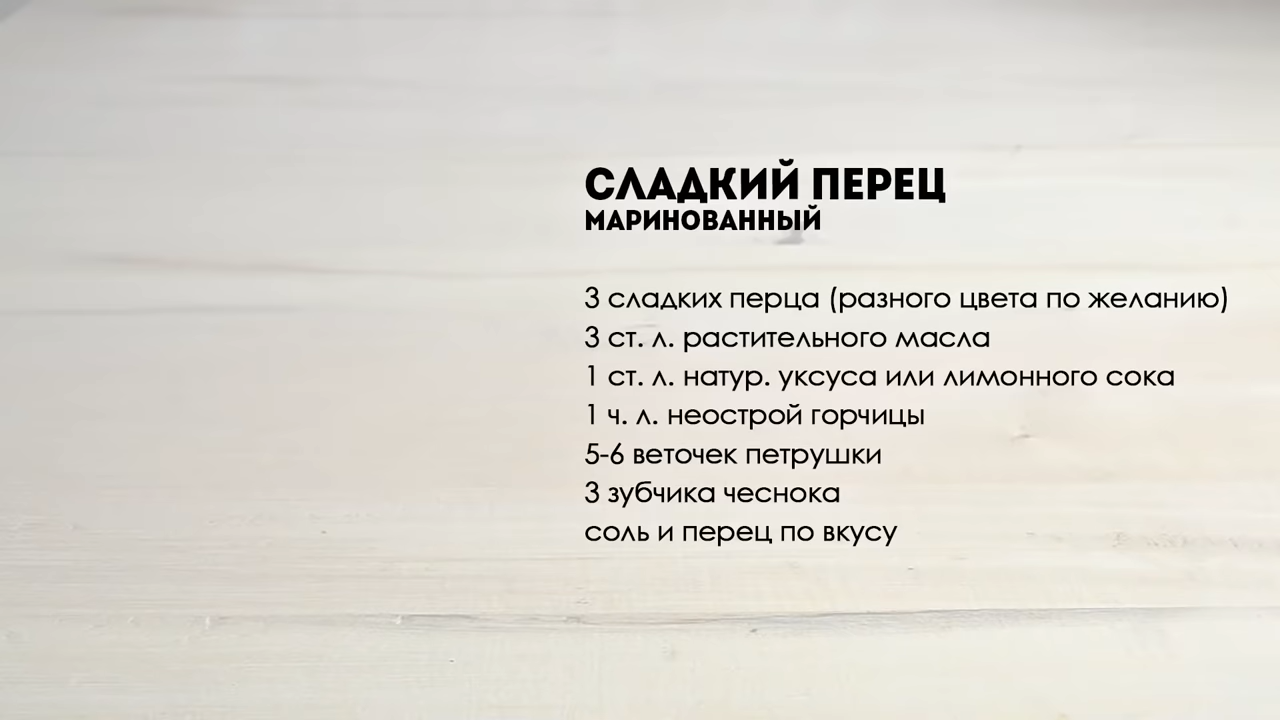 СЛАДКИЙ ПЕРЕЦ
МАРИНОВАННЫЙ
3 сладких перца (разного цвета по желанию)
3 ст. л. растительного масла
1 ст. л. натур. уксуса или лимонного сока
1 ч. л. неострой горчицы
5-6 веточек петрушки
3 зубчика чеснока
соль и перец по вкусу